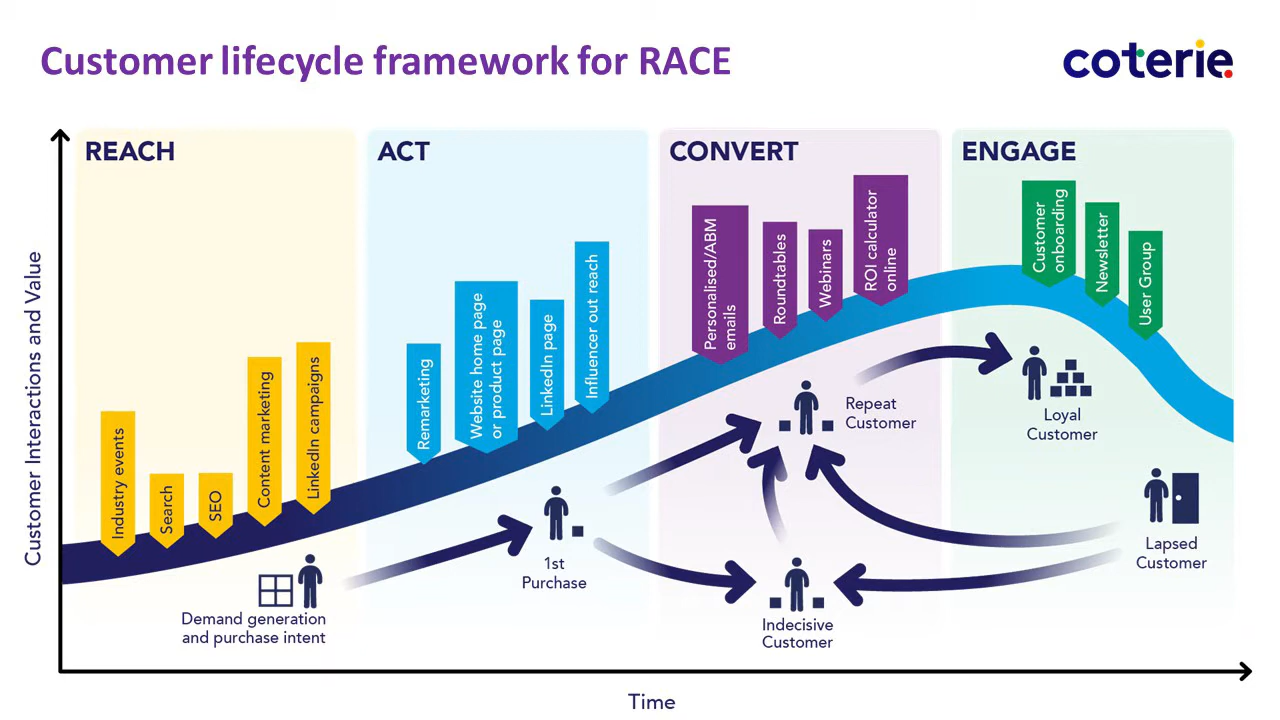 Customer lifecycle framework for RACE
coterie.
REACH
ACT
CONVERT
ENGAGE
Customer Interactions and Value
Industry events
Search
SEO
Content marketing
LinkedIn campaigns
Remarketing
Website home page
or product page
LinkedIn page
Influencer out reach
Personalised/ABM
emails
Roundtables
Webinars
ROI calculator
online
Customer
onboarding
Newsletter
User Group
Demand generation
and purchase intent
1st
Purchase
Repeat
Customer
Indecisive
Customer
Loyal
Customer
Lapsed
Customer
Time